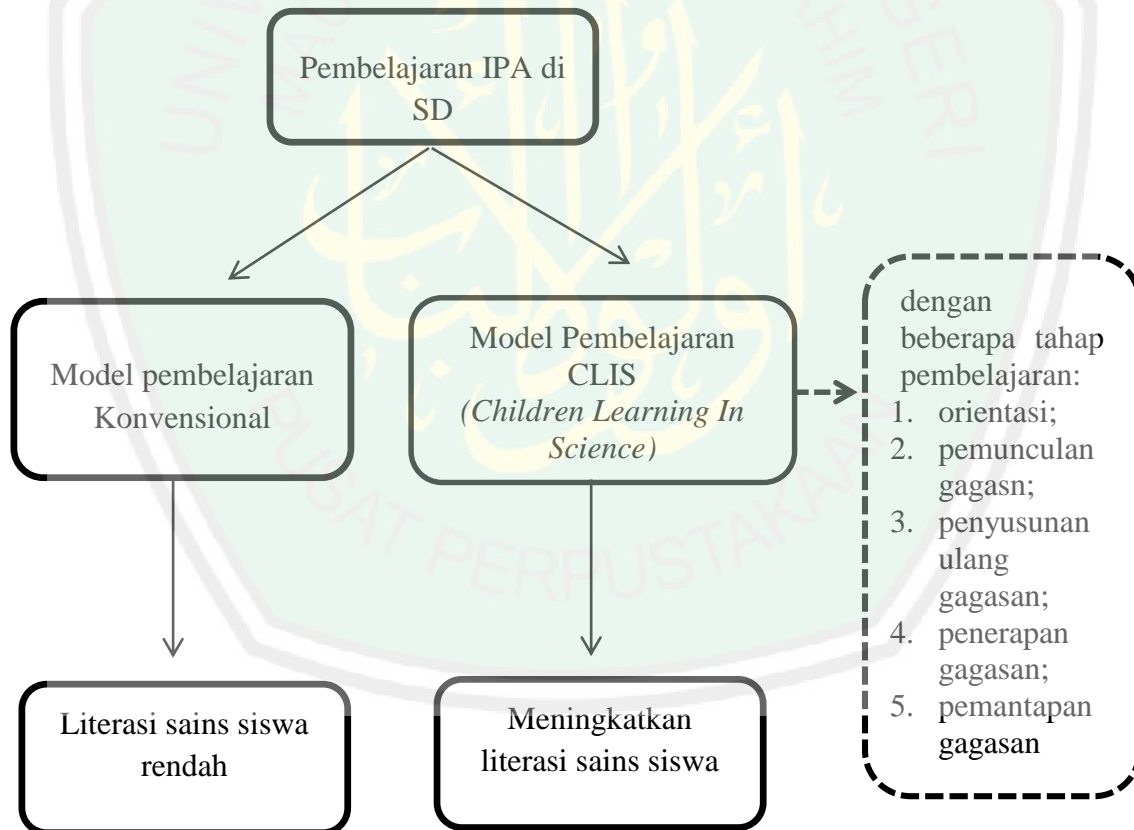 Pembelajaran IPA di
SD
Model pembelajaran
Konvensional
Model Pembelajaran
CLIS
(Children Learning In
Science)
dengan
beberapa tahap
pembelajaran:
1. orientasi;
2. pemunculan
gagasn;
3. penyusunan
ulang
gagasan;
4. penerapan
gagasan;
5. pemantapan
gagasan
Literasi sains siswa
rendah
Meningkatkan
literasi sains siswa
PUSAT PERPUSTAKAAN